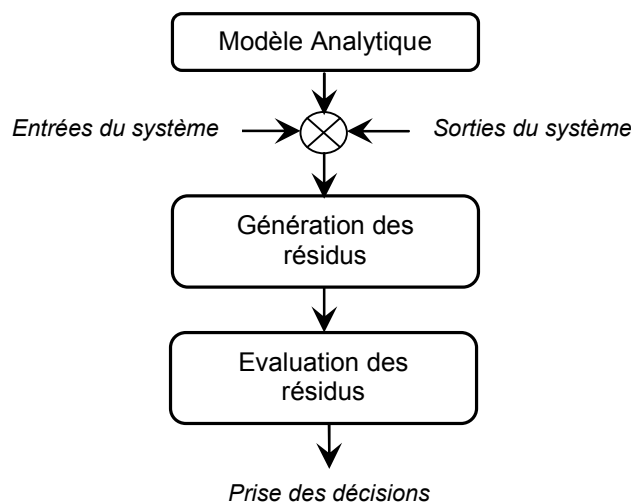 Modèle Analytique
Entrées du système
Sorties du système
Génération des
résidus
Evaluation des
résidus
Prise des décisions